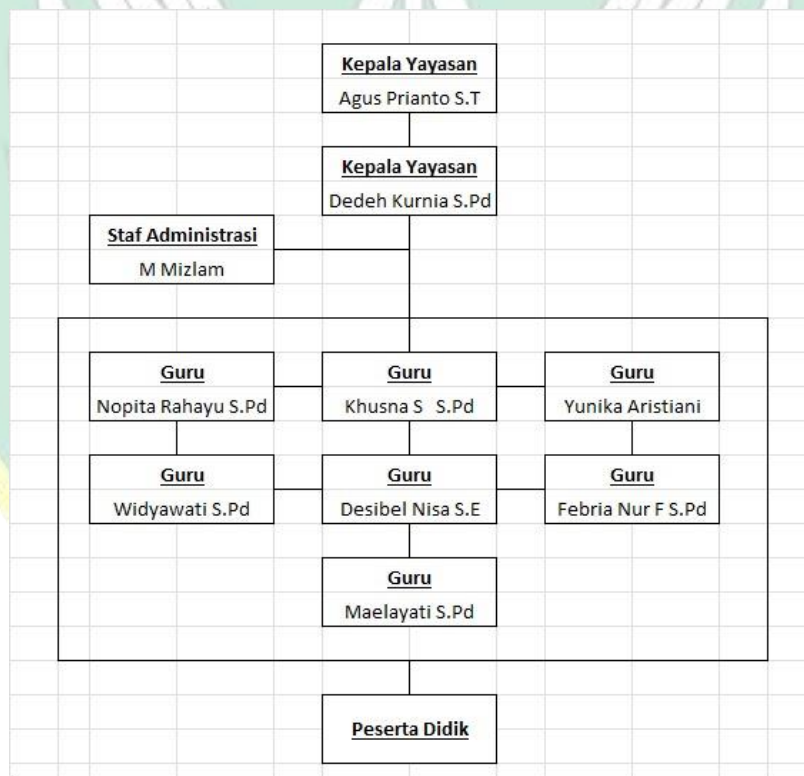 Kepala Yayasan
Agus Prianto S.T
Kepala Yayasan
Dedeh Kurnia S.Pd
Staf Administrasi
M Mizlam
Guru
Nopita Rahayu S.Pd
Guru
Khusna S S.Pd
Guru
Yunika Aristiani
Guru
Widyawati S.Pd
Guru
Desibel Nisa S.E
Guru
Febria Nur F S.Pd
Guru
Maelayati S.Pd
Peserta Didik